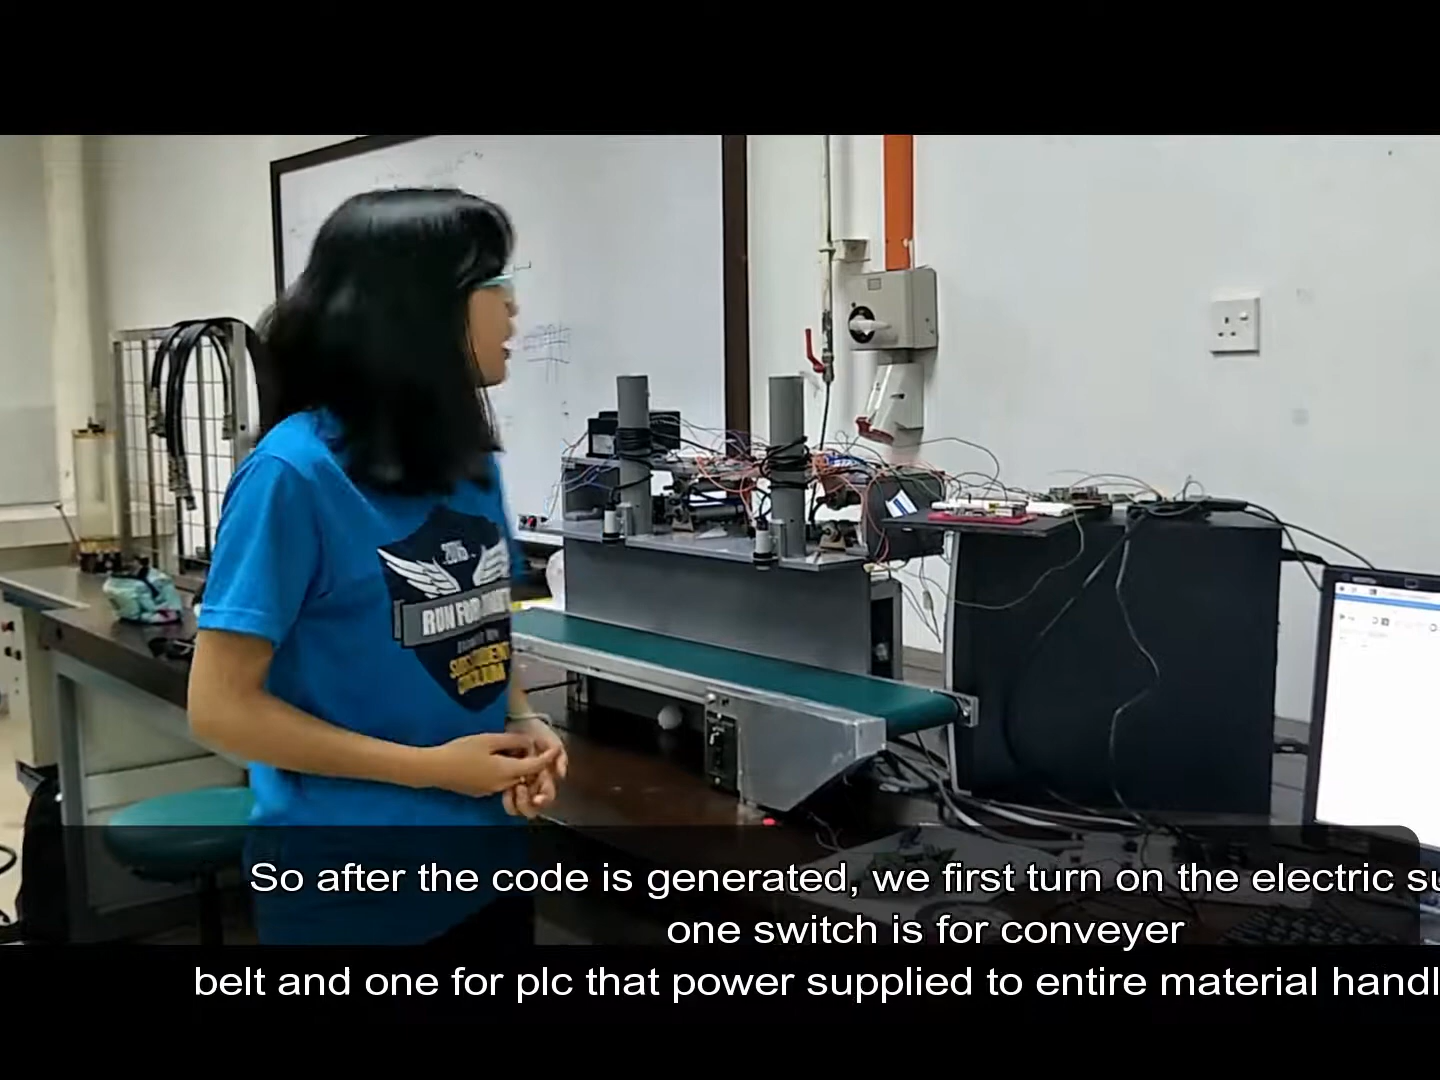 2016
RUN FOR
So after the code is generated, we first turn on the electric
one switch is for conveyer
belt and one for plc that power supplied to entire material